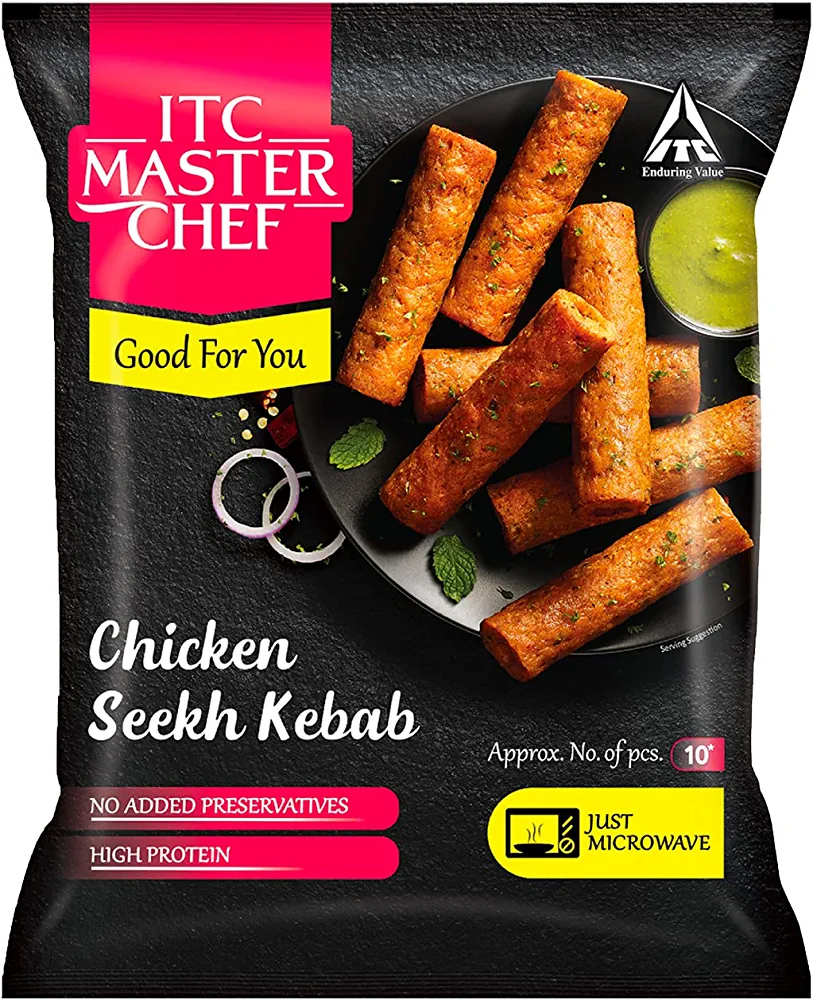 ITC
MASTER
CHEF
Good For You
ITC
Enduring Value
Serving Suggestion
Chicken
Seekh Kebab
Approx. No. of pcs. 10*
NO ADDED PRESERVATIVES
HIGH PROTEIN
JUST
MICROWAVE